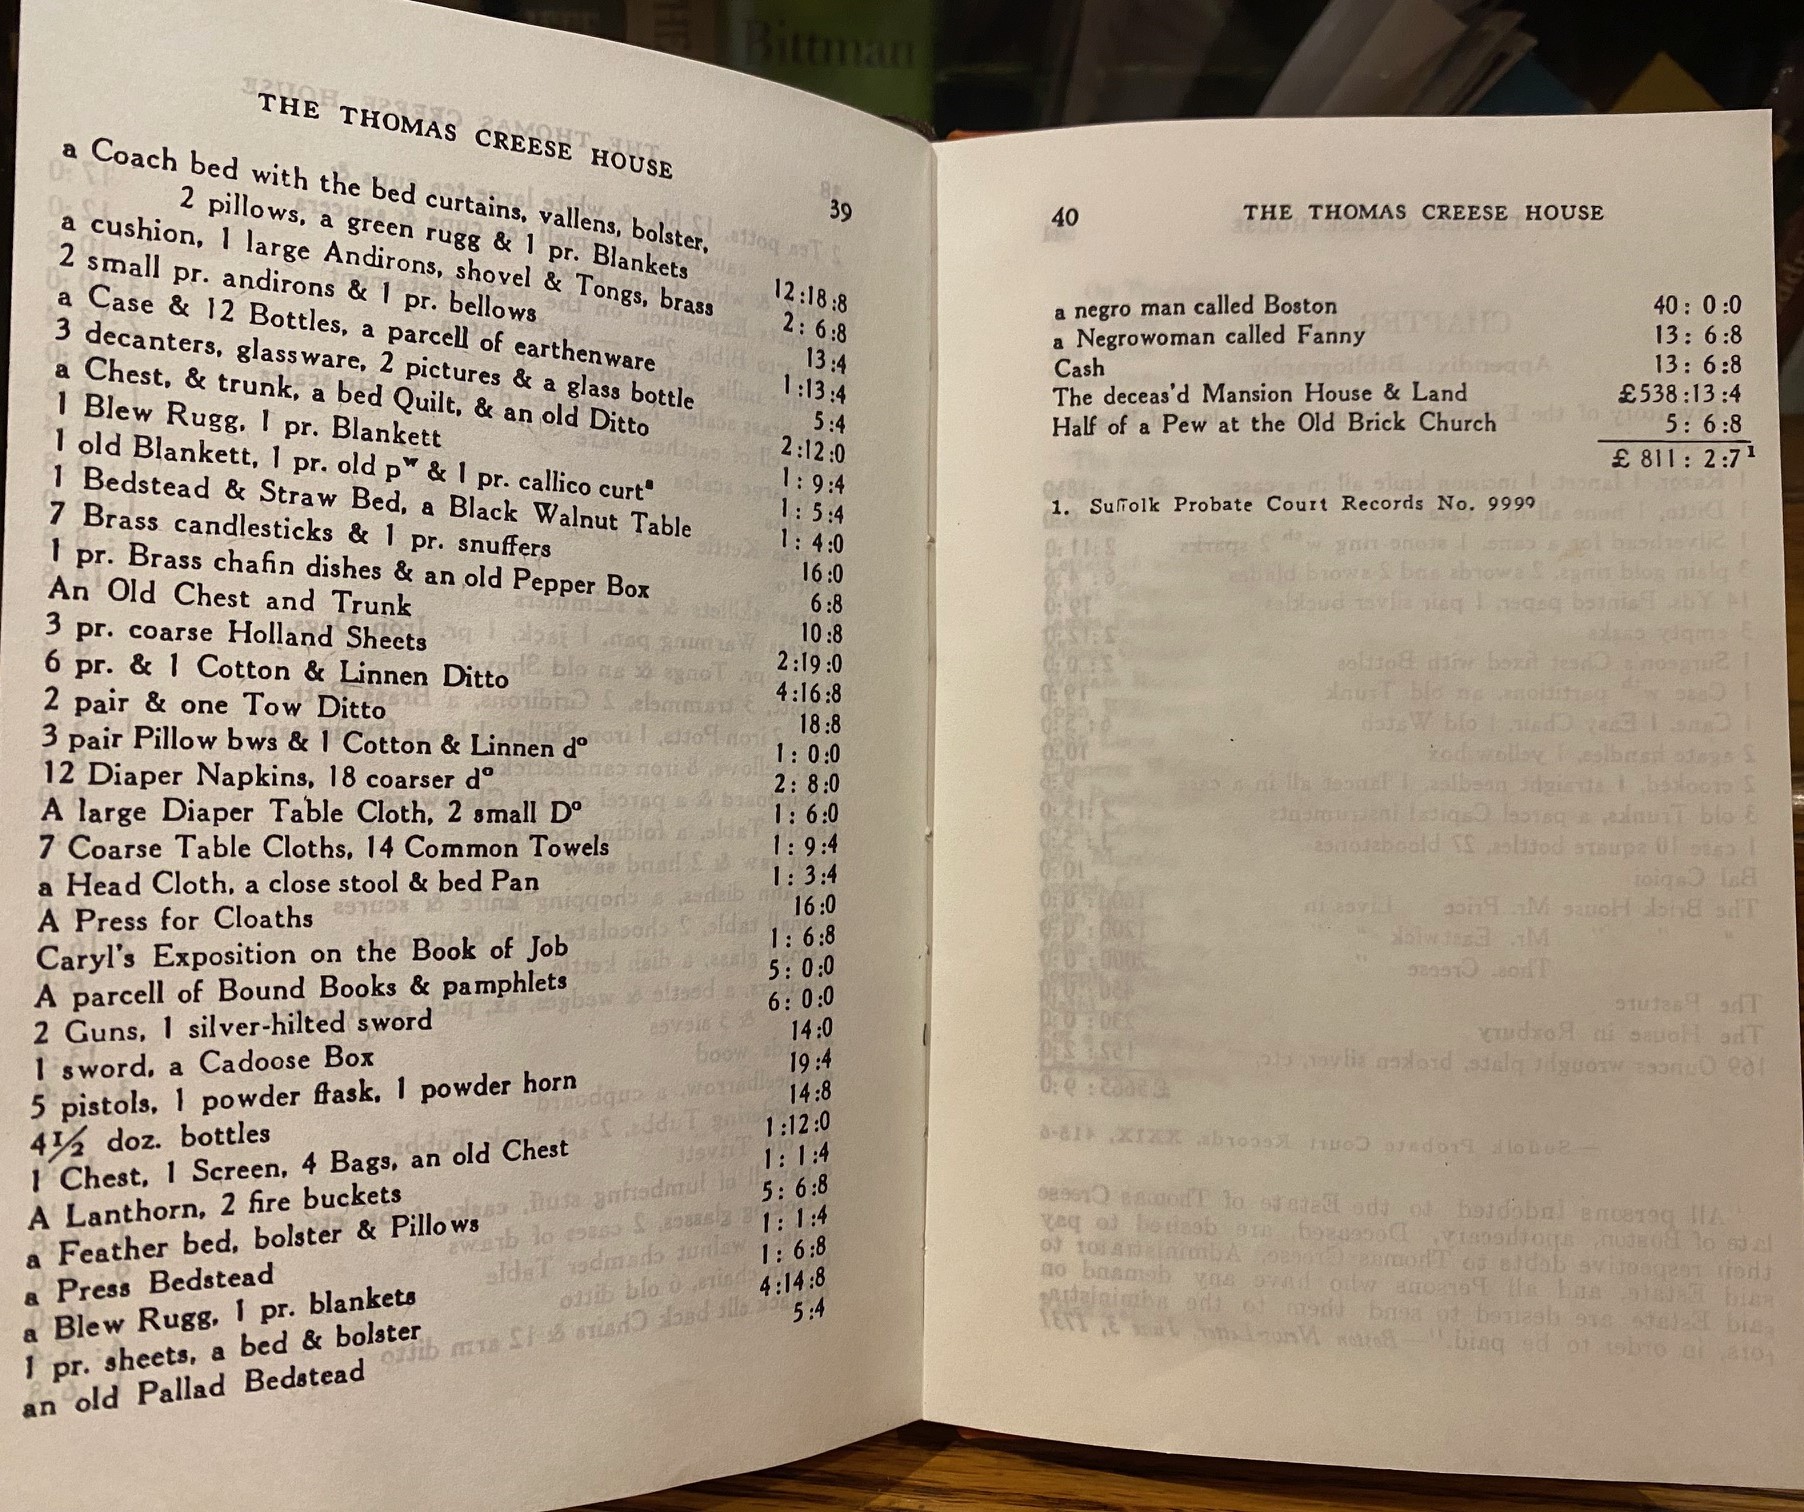 Bittman
THE THOMAS CREESE HOUSE 39
a Coach bed with the bed curtains, vallens, bolster,
2 pillows, a green rugg & 1 pr. Blankets 12:18:8
a cushion, 1 large Andirons, shovel & Tongs, brass 2: 6:8
2 small pr. andirons & 1 pr. bellows 13:4
a Case & 12 Bottles, a parcell of earthenware 1:13:4
3 decanters, glassware, 2 pictures & a glass bottle 5:4
a Chest, & trunk, a bed Quilt, & an old Ditto 2:12:0
1 Blew Rugg, 1 pr. Blankett 1: 9:4
1 old Blankett, 1 pr. old pʷ & 1 pr. callico curtˢ 1: 5:4
1 Bedstead & Straw Bed, a Black Walnut Table 1: 4:0
7 Brass candlesticks & 1 pr. snuffers 16:0
1 pr. Brass chafin dishes & an old Pepper Box 6:8
An Old Chest and Trunk 10:8
3 pr. coarse Holland Sheets 2:19:0
6 pr. & 1 Cotton & Linnen Ditto 4:16:8
2 pair & one Tow Ditto 18:8
3 pair Pillow bws & 1 Cotton & Linnen dº 1: 0:0
12 Diaper Napkins, 18 coarser dº 2: 8:0
A large Diaper Table Cloth, 2 small Dº 1: 6:0
7 Coarse Table Cloths, 14 Common Towels 1: 9:4
a Head Cloth, a close stool & bed Pan 1: 3:4
A Press for Cloaths 16:0
Caryl's Exposition on the Book of Job 1: 6:8
A parcell of Bound Books & pamphlets 5: 0:0
2 Guns, 1 silver-hilted sword 6: 0:0
1 sword, a Cadoose Box 14:0
5 pistols, 1 powder flask, 1 powder horn 19:4
4½ doz. bottles 14:8
1 Chest, 1 Screen, 4 Bags, an old Chest 1:12:0
A Lanthorn, 2 fire buckets 1: 1:4
a Feather bed, bolster & Pillows 5: 6:8
a Press Bedstead 1: 1:4
a Blew Rugg, 1 pr. blankets 1: 6:8
1 pr. sheets, a bed & bolster 4:14:8
an old Pallad Bedstead 5:4
40 THE THOMAS CREESE HOUSE
a negro man called Boston 40: 0:0
a Negrowoman called Fanny 13: 6:8
Cash 13: 6:8
The deceas'd Mansion House & Land £538:13:4
Half of a Pew at the Old Brick Church 5: 6:8
£ 811: 2:7¹
1. Suffolk Probate Court Records No. 9999